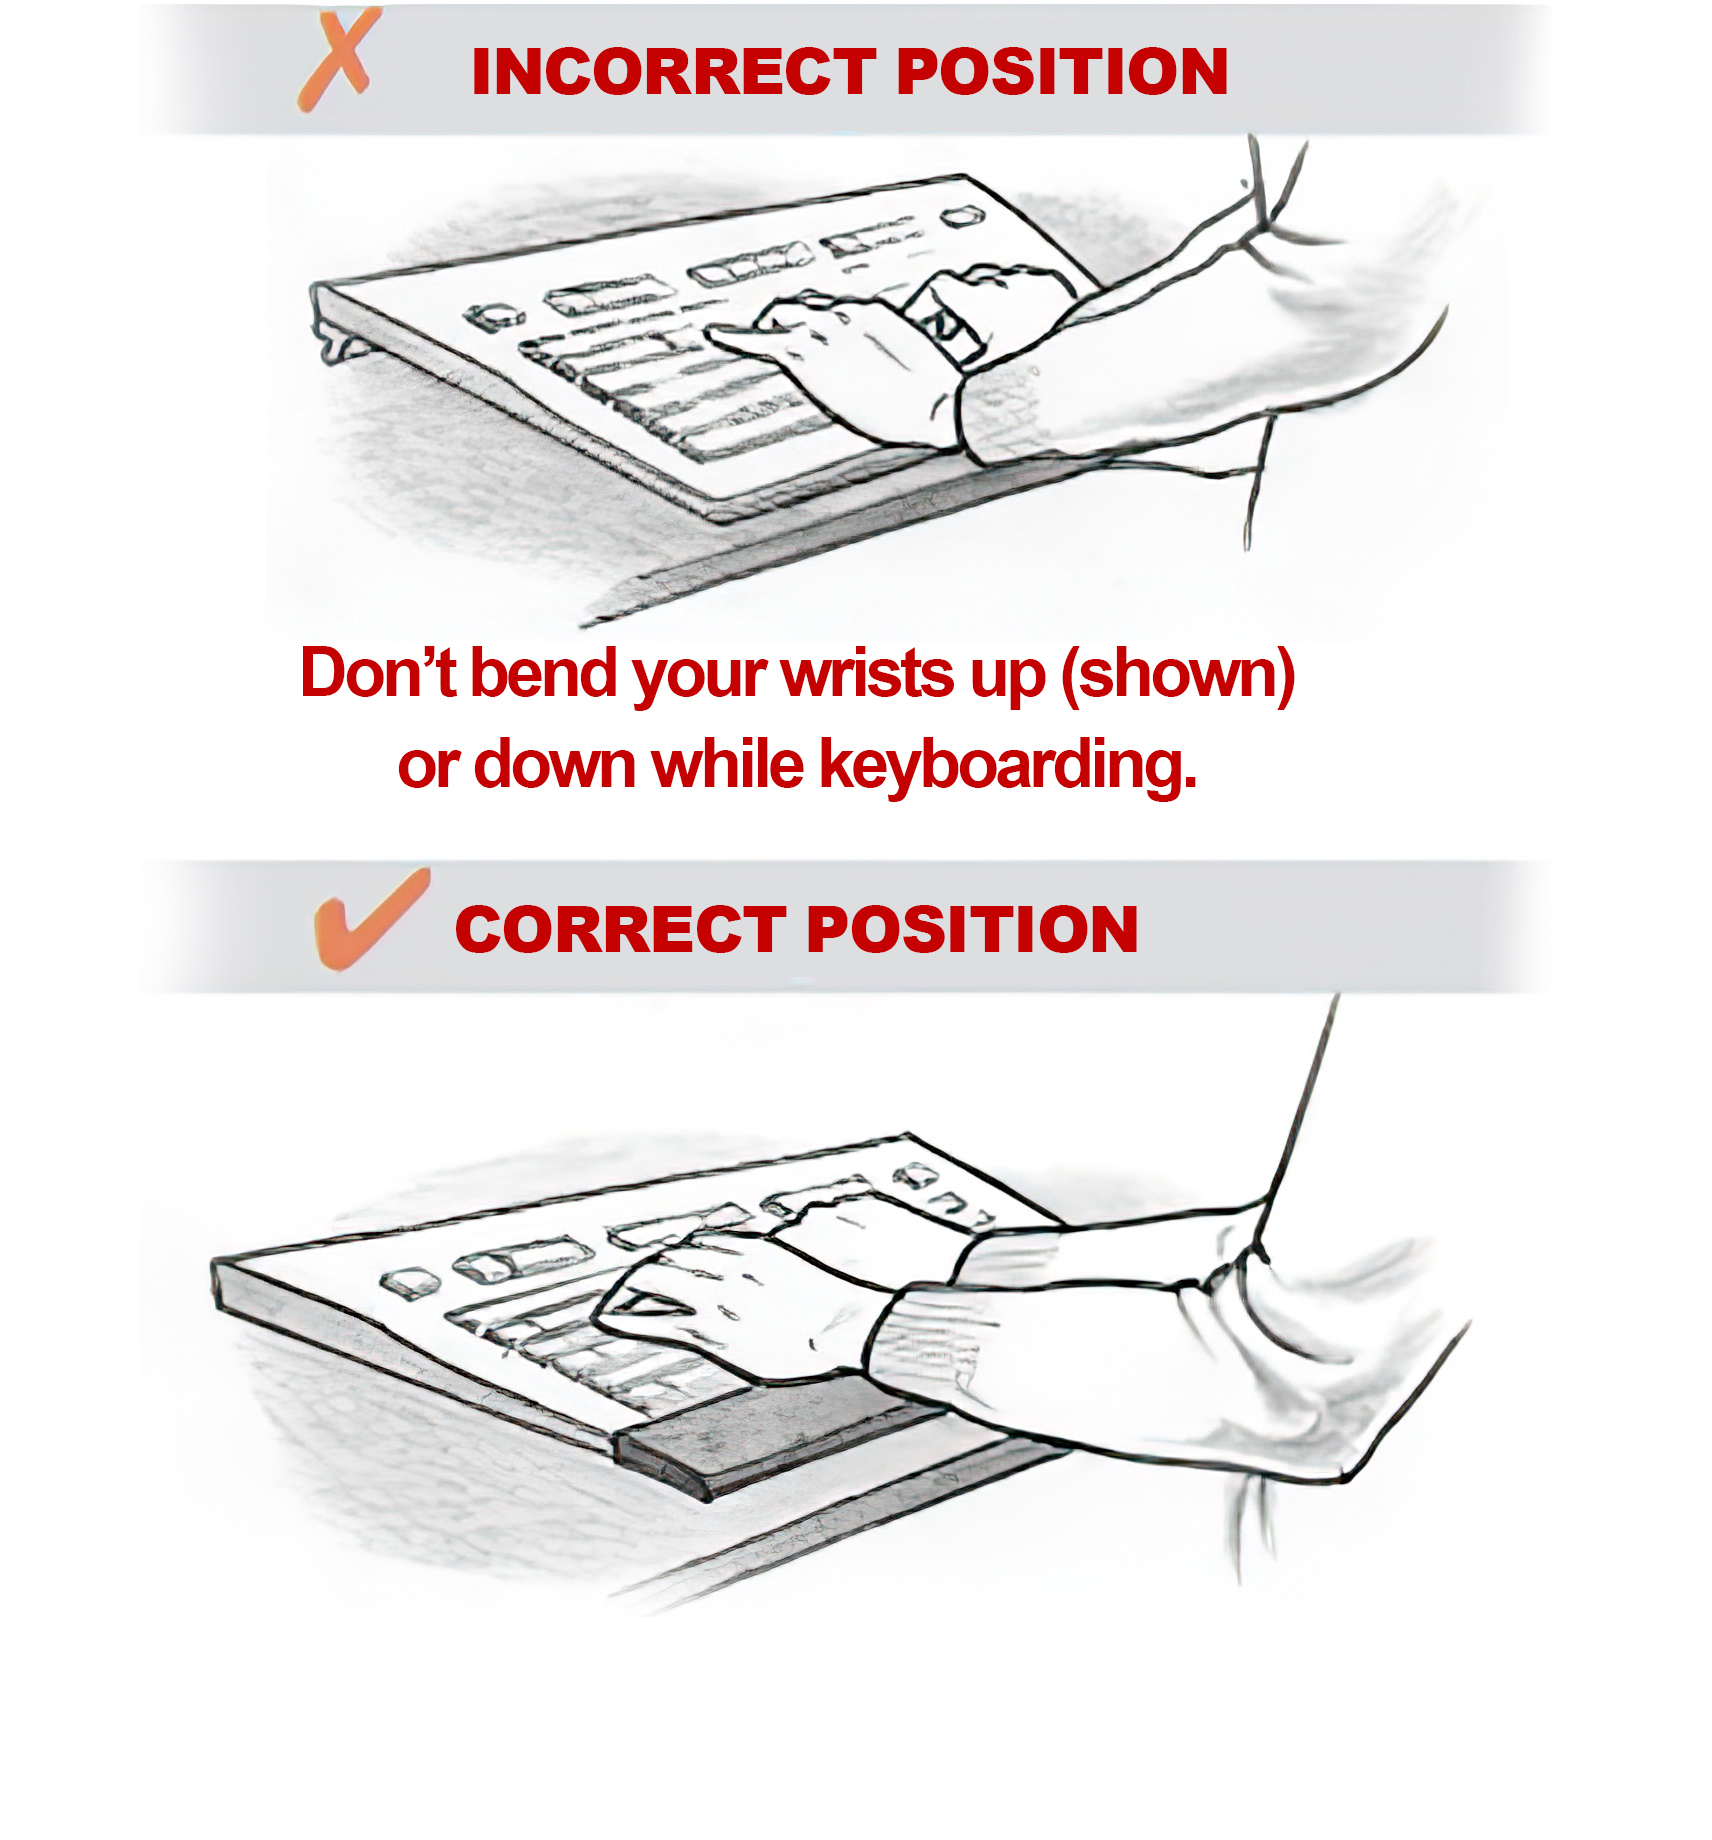 INCORRECT POSITION
Don’t bend your wrists up (shown)
or down while keyboarding.
CORRECT POSITION